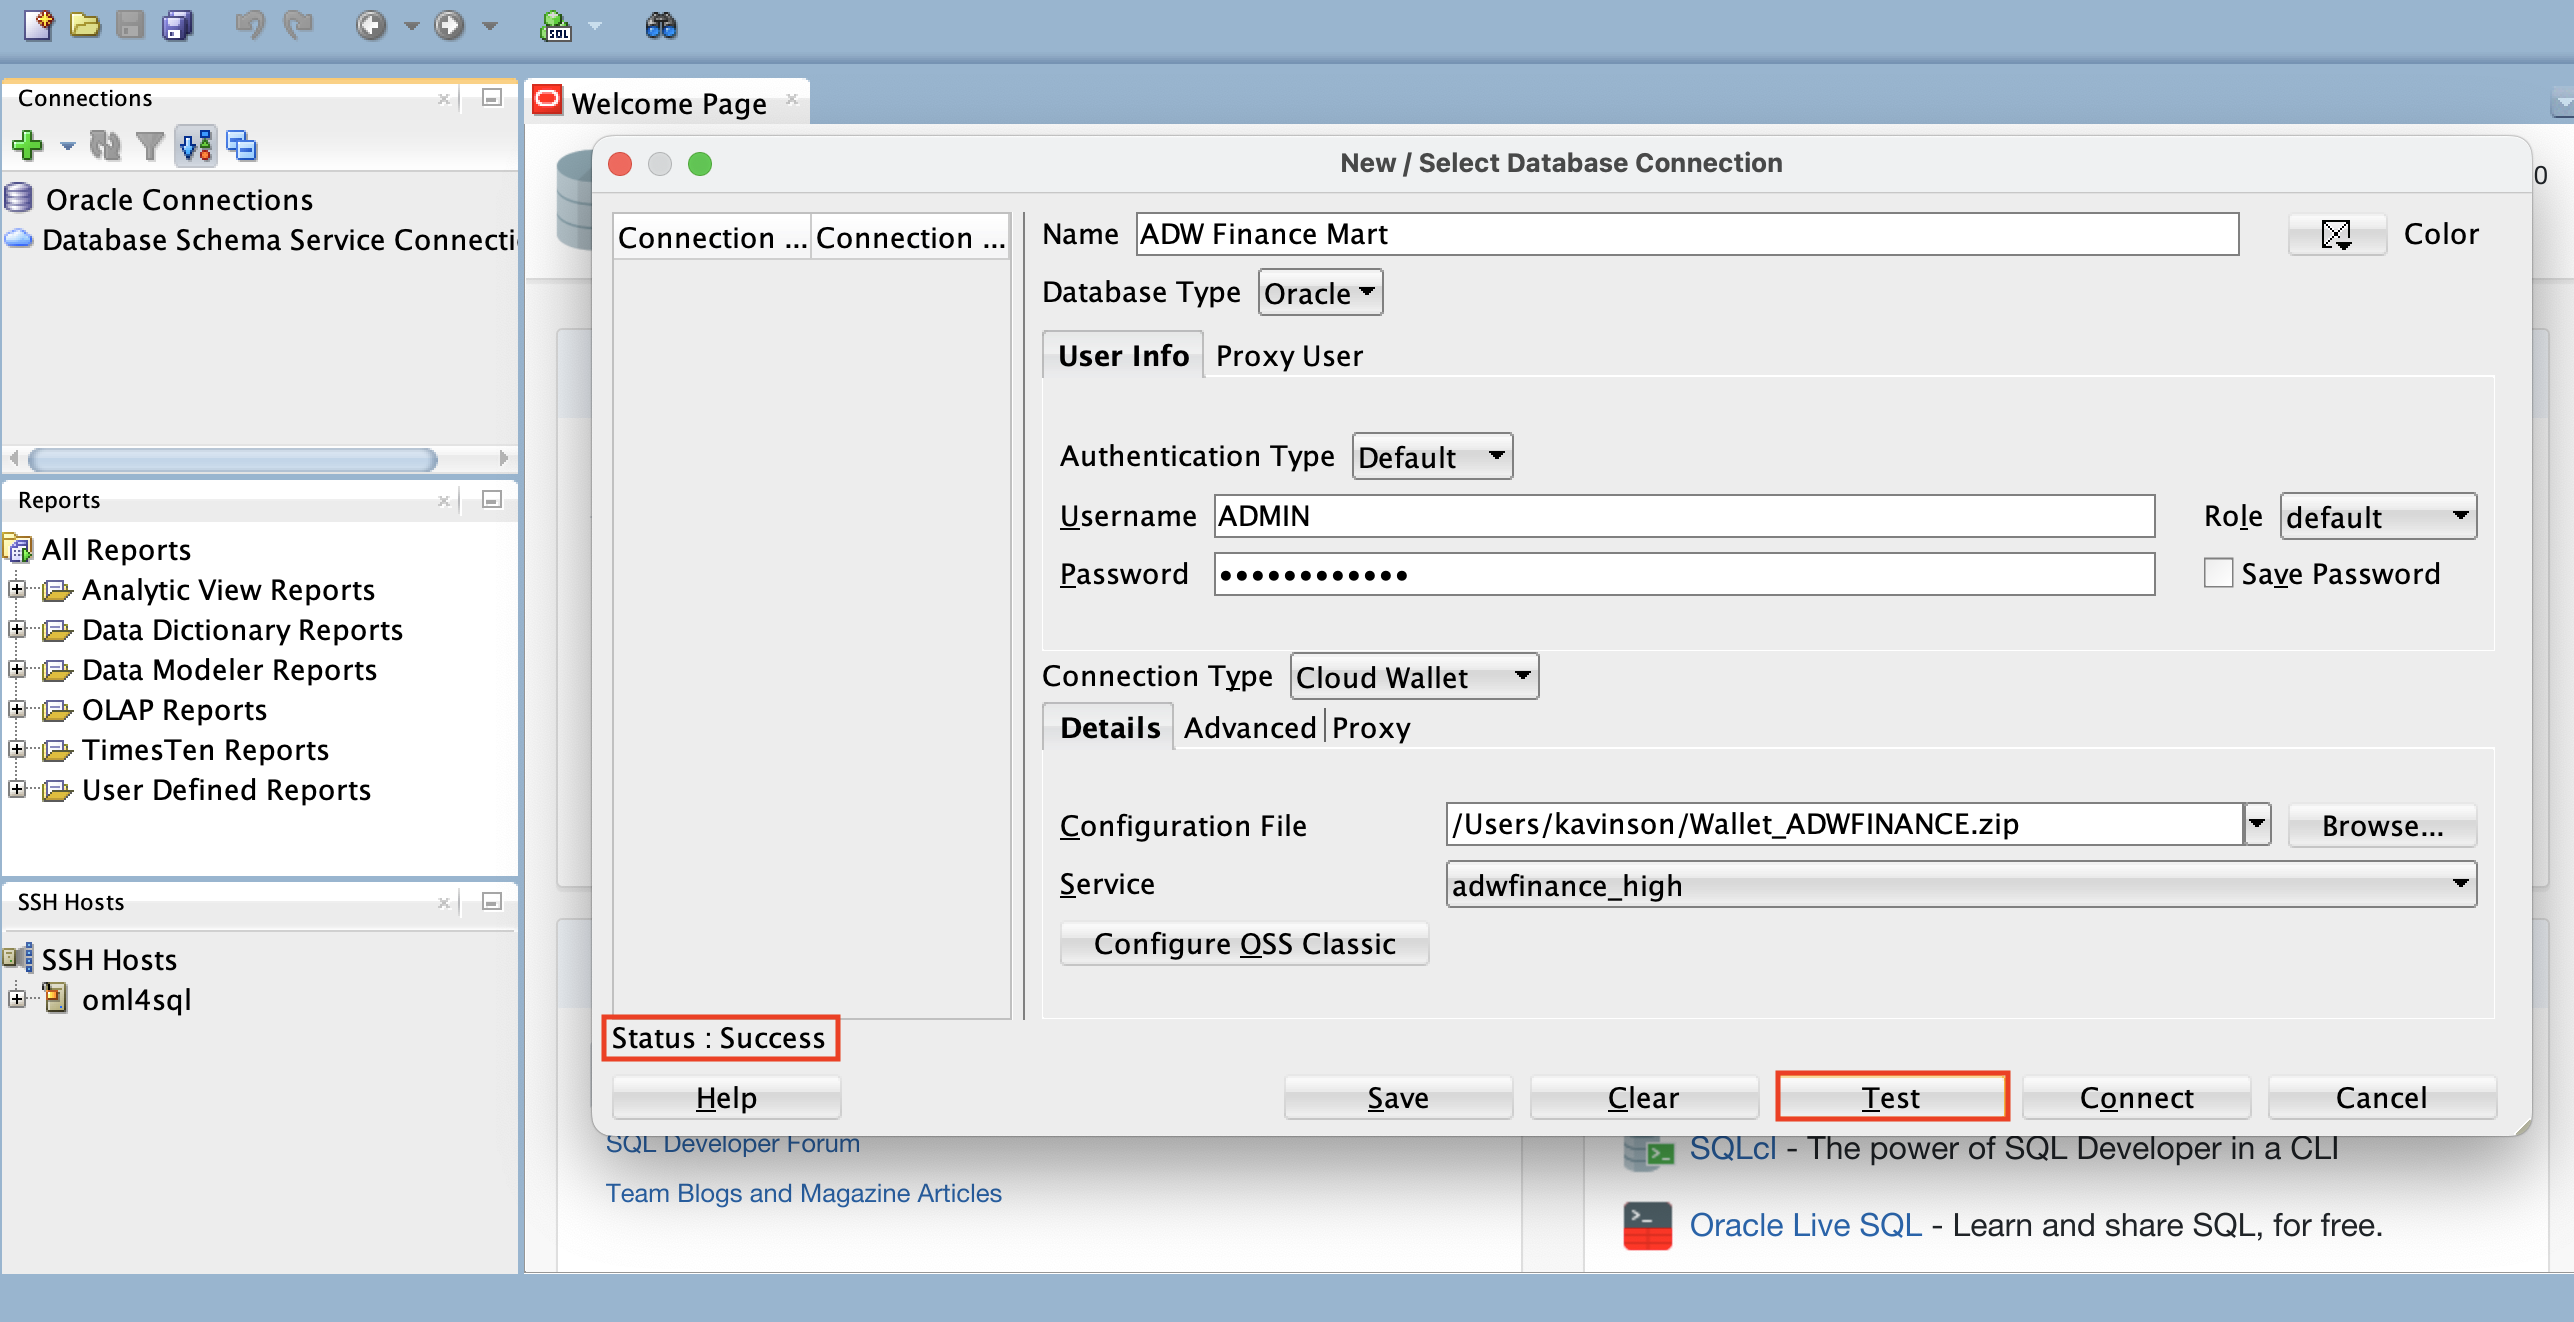 SQL
Connections
Oracle Connections
Database Schema Service Connecti
Reports
All Reports
Analytic View Reports
Data Dictionary Reports
Data Modeler Reports
OLAP Reports
TimesTen Reports
User Defined Reports
SSH Hosts
SSH Hosts
oml4sql
Welcome Page
0
New / Select Database Connection
Connection ... Connection ...
Name ADW Finance Mart Color
Database Type Oracle
User Info Proxy User
Authentication Type Default
Username ADMIN Role default
Password •••••••••••• Save Password
Connection Type Cloud Wallet
Details Advanced Proxy
Configuration File /Users/kavinson/Wallet_ADWFINANCE.zip Browse...
Service adwfinance_high
Configure OSS Classic
Status : Success
Help Save Clear Test Connect Cancel
SQL Developer Forum
Team Blogs and Magazine Articles
SQLcl - The power of SQL Developer in a CLI
Oracle Live SQL - Learn and share SQL, for free.